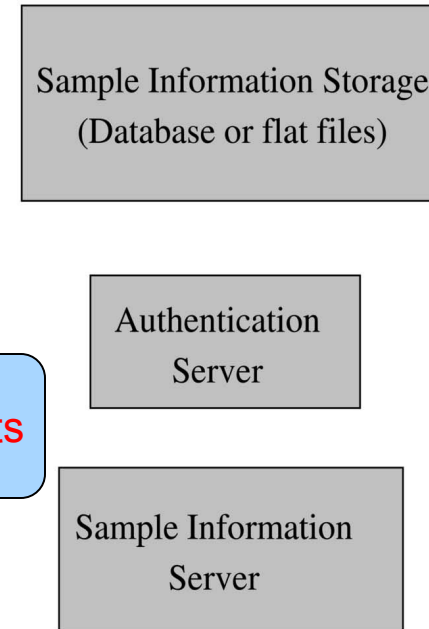 Sample Information Storage
(Database or flat files)
Authentication
Server
Sample Information
Server